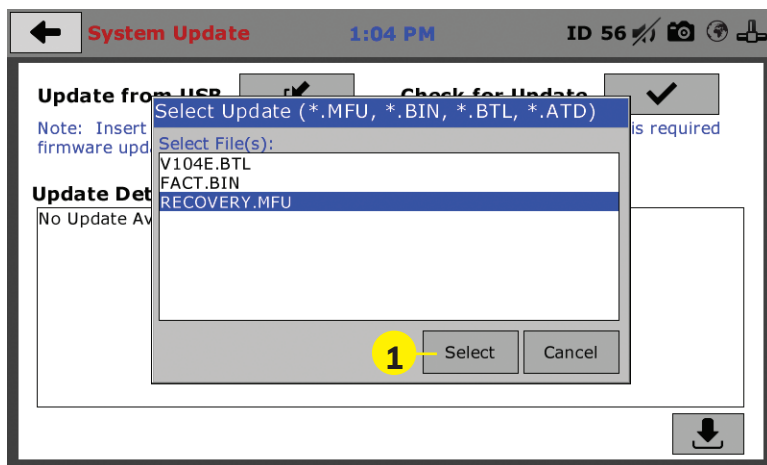 System Update 1:04 PM ID 56
Update from USB Check for Update
Select Update (*.MFU, *.BIN, *.BTL, *.ATD)
Note: Insert is required
firmware upd
Select File(s):
V104E.BTL
FACT.BIN
RECOVERY.MFU
Update Det
No Update Av
1 Select Cancel